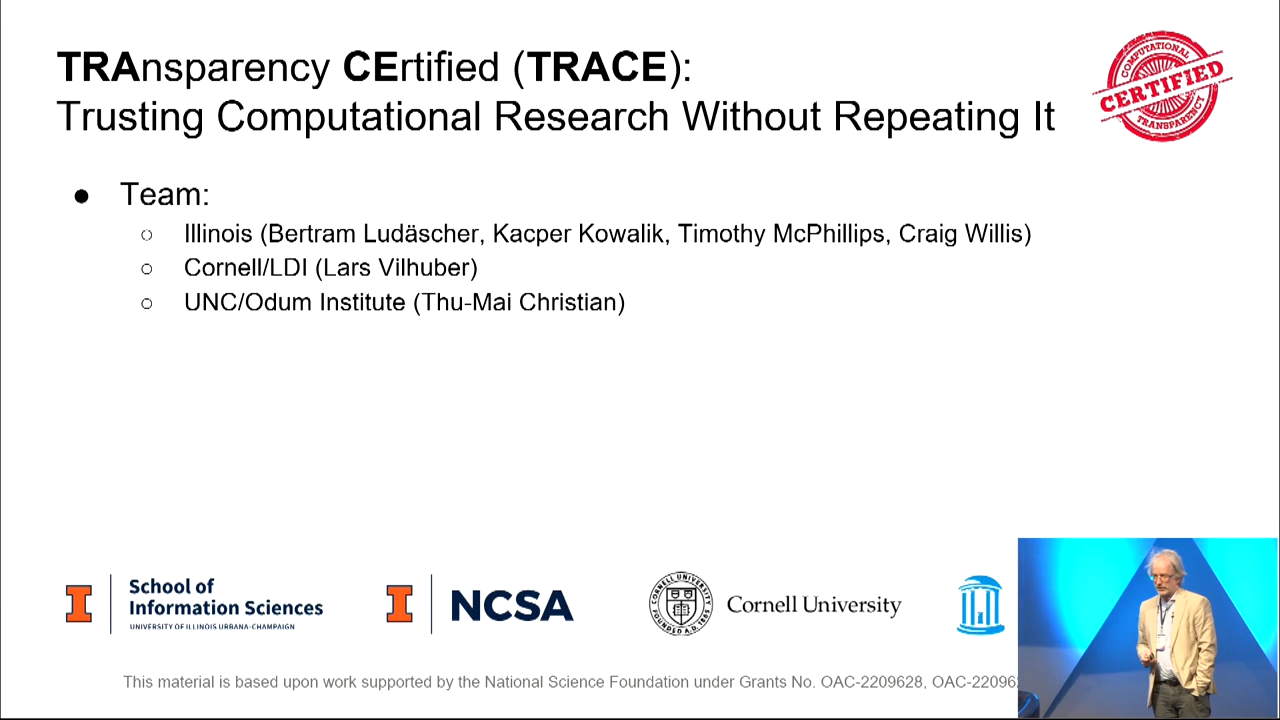 TRAnsparency CErtified (TRACE):
Trusting Computational Research Without Repeating It
COMPUTATIONAL
CERTIFIED
TRANSPARENCY
● Team:
○ Illinois (Bertram Ludäscher, Kacper Kowalik, Timothy McPhillips, Craig Willis)
○ Cornell/LDI (Lars Vilhuber)
○ UNC/Odum Institute (Thu-Mai Christian)
I
School of
Information Sciences
UNIVERSITY OF ILLINOIS URBANA-CHAMPAIGN
I
NCSA
CORNELL UNIVERSITY
FOUNDED A.D. 1865
Cornell University
This material is based upon work supported by the National Science Foundation under Grants No. OAC-2209628, OAC-22096